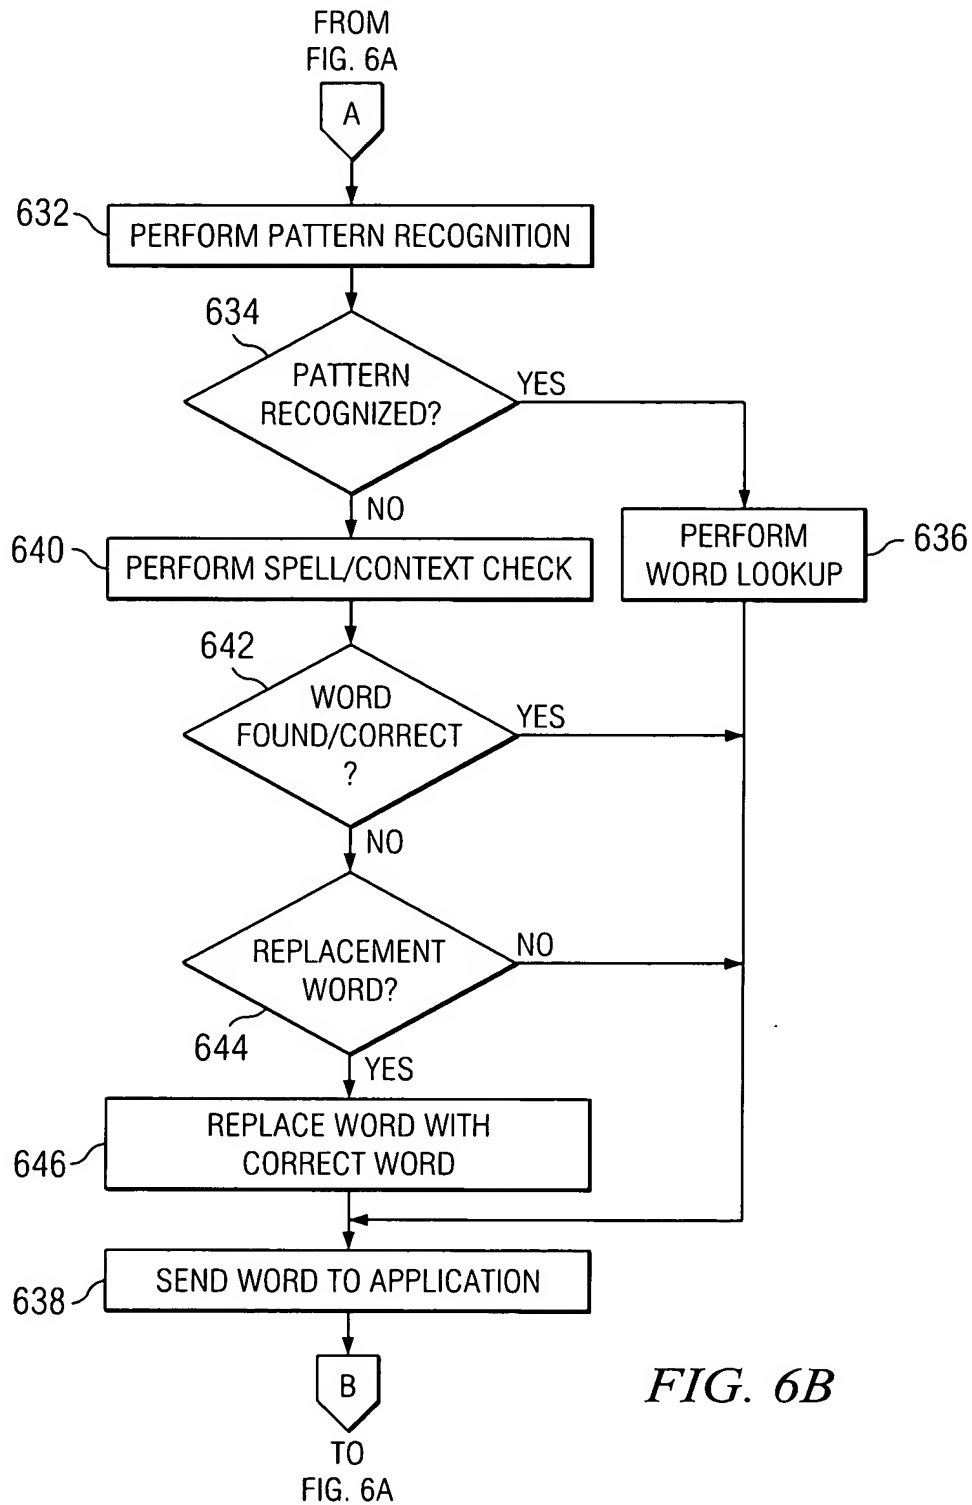 FROM
FIG. 6A
A
632
PERFORM PATTERN RECOGNITION
634
PATTERN
RECOGNIZED?
YES
NO
640
PERFORM SPELL/CONTEXT CHECK
PERFORM
WORD LOOKUP
636
642
WORD
FOUND/CORRECT
?
YES
NO
REPLACEMENT
WORD?
NO
644
YES
REPLACE WORD WITH
CORRECT WORD
646
SEND WORD TO APPLICATION
638
B
TO
FIG. 6A
FIG. 6B